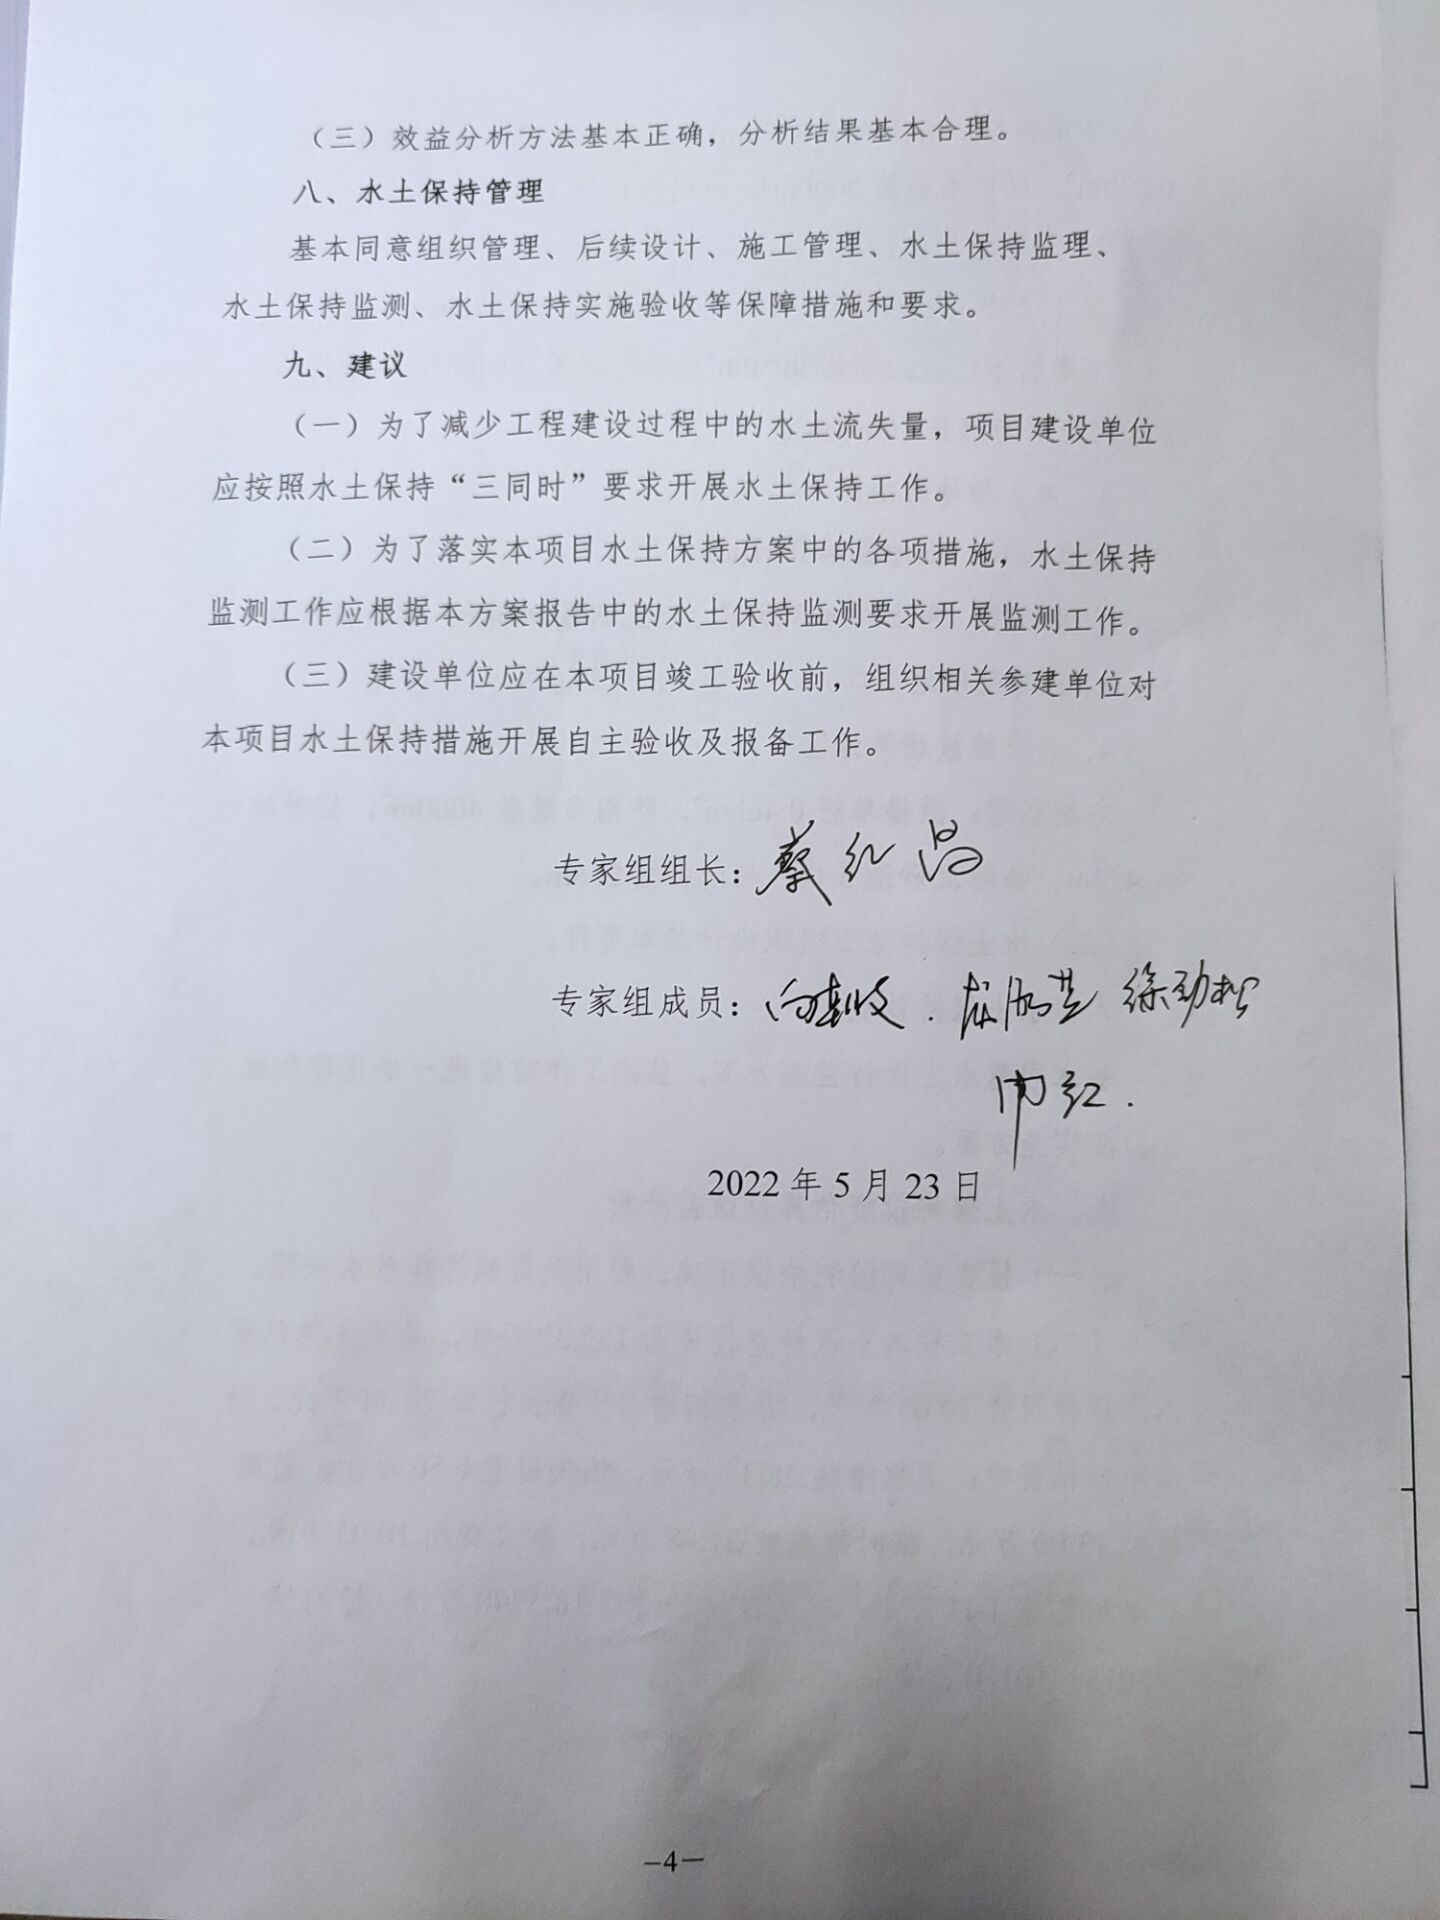 （三）效益分析方法基本正确，分析结果基本合理。
八、水土保持管理
基本同意组织管理、后续设计、施工管理、水土保持监理、
水土保持监测、水土保持实施验收等保障措施和要求。
九、建议
（一）为了减少工程建设过程中的水土流失量，项目建设单位
应按照水土保持“三同时”要求开展水土保持工作。
（二）为了落实本项目水土保持方案中的各项措施，水土保持
监测工作应根据本方案报告中的水土保持监测要求开展监测工作。
（三）建设单位应在本项目竣工验收前，组织相关参建单位对
本项目水土保持措施开展自主验收及报备工作。
专家组组长：蔡红昌
专家组成员： 徐劲松
2022 年 5 月 23 日
—4—